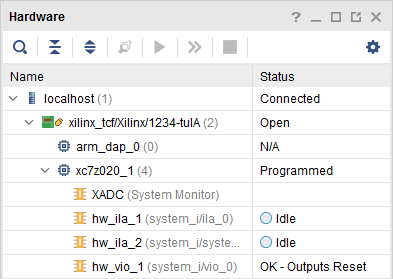 Hardware
Name Status
localhost (1) Connected
xilinx_tcf/Xilinx/1234-tulA (2) Open
arm_dap_0 (0) N/A
xc7z020_1 (4) Programmed
XADC (System Monitor)
hw_ila_1 (system_i/ila_0) Idle
hw_ila_2 (system_i/syste... Idle
hw_vio_1 (system_i/vio_0) OK - Outputs Reset